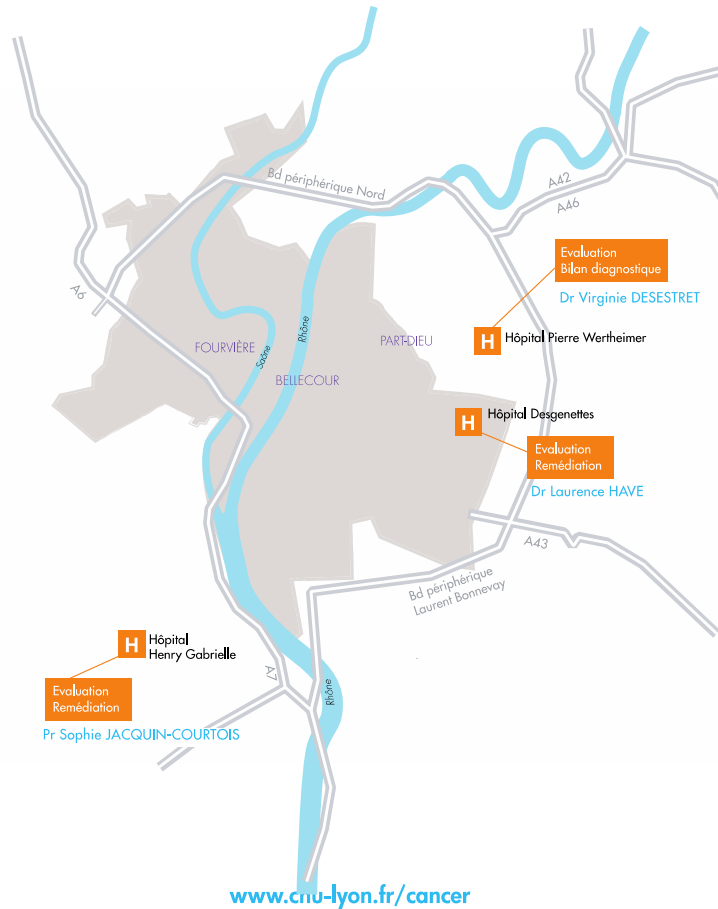 Bd périphérique Nord
A42
A46
Evaluation
Bilan diagnostique
Dr Virginie DESESTRET
A6
Rhône
H Hôpital Pierre Wertheimer
PART-DIEU
FOURVIÈRE
Saône
BELLECOUR
H Hôpital Desgenettes
Evaluation
Remédiation
Dr Laurence HAVE
A43
Bd périphérique
Laurent Bonnevay
H Hôpital
Henry Gabrielle
A7
Rhône
Evaluation
Remédiation
Pr Sophie JACQUIN-COURTOIS
www.chu-lyon.fr/cancer